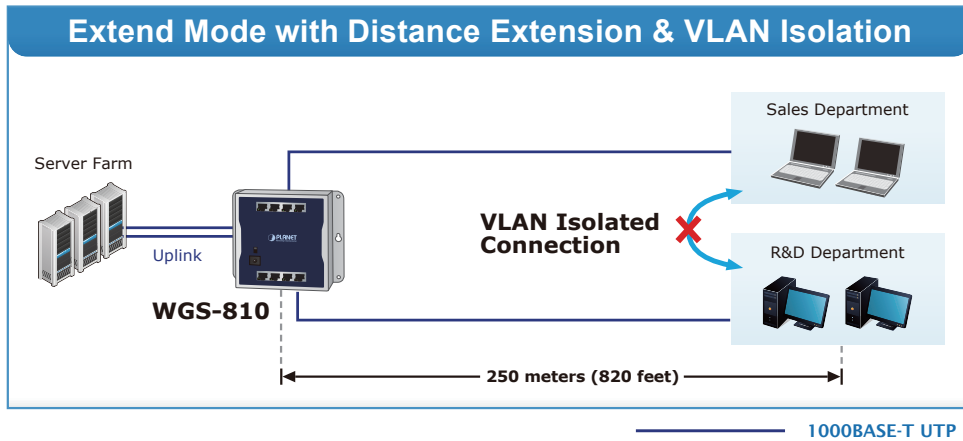 Extend Mode with Distance Extension & VLAN Isolation
Sales Department
Server Farm
PLANET
VLAN Isolated
Connection
Uplink
R&D Department
WGS-810
250 meters (820 feet)
1000BASE-T UTP